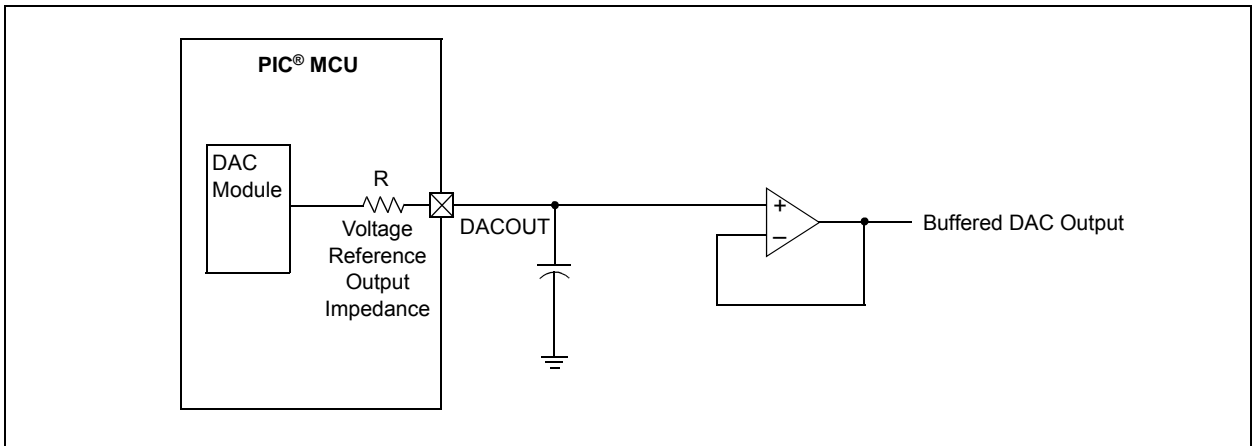 PIC® MCU
DAC
Module
R
Voltage
Reference
Output
Impedance
DACOUT
+
–
Buffered DAC Output